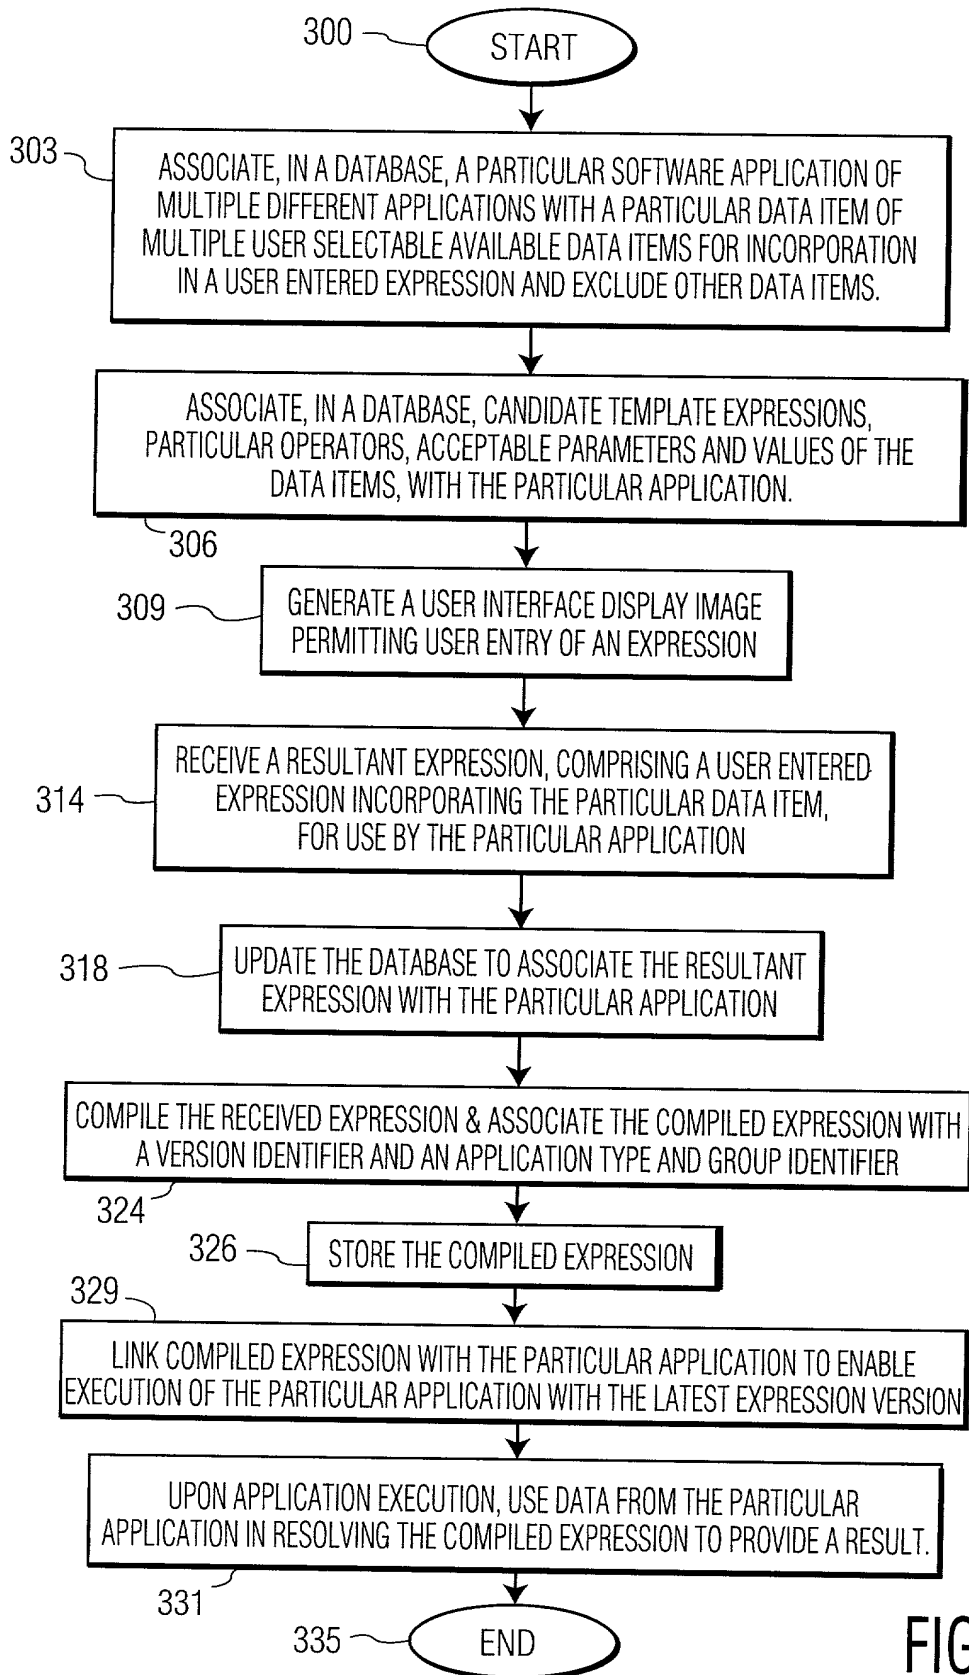 300
START
303
ASSOCIATE, IN A DATABASE, A PARTICULAR SOFTWARE APPLICATION OF
MULTIPLE DIFFERENT APPLICATIONS WITH A PARTICULAR DATA ITEM OF
MULTIPLE USER SELECTABLE AVAILABLE DATA ITEMS FOR INCORPORATION
IN A USER ENTERED EXPRESSION AND EXCLUDE OTHER DATA ITEMS.
ASSOCIATE, IN A DATABASE, CANDIDATE TEMPLATE EXPRESSIONS,
PARTICULAR OPERATORS, ACCEPTABLE PARAMETERS AND VALUES OF THE
DATA ITEMS, WITH THE PARTICULAR APPLICATION.
306
309
GENERATE A USER INTERFACE DISPLAY IMAGE
PERMITTING USER ENTRY OF AN EXPRESSION
314
RECEIVE A RESULTANT EXPRESSION, COMPRISING A USER ENTERED
EXPRESSION INCORPORATING THE PARTICULAR DATA ITEM,
FOR USE BY THE PARTICULAR APPLICATION
318
UPDATE THE DATABASE TO ASSOCIATE THE RESULTANT
EXPRESSION WITH THE PARTICULAR APPLICATION
COMPILE THE RECEIVED EXPRESSION & ASSOCIATE THE COMPILED EXPRESSION WITH
A VERSION IDENTIFIER AND AN APPLICATION TYPE AND GROUP IDENTIFIER
324
326
STORE THE COMPILED EXPRESSION
329
LINK COMPILED EXPRESSION WITH THE PARTICULAR APPLICATION TO ENABLE
EXECUTION OF THE PARTICULAR APPLICATION WITH THE LATEST EXPRESSION VERSION
UPON APPLICATION EXECUTION, USE DATA FROM THE PARTICULAR
APPLICATION IN RESOLVING THE COMPILED EXPRESSION TO PROVIDE A RESULT.
331
335
END
FIG